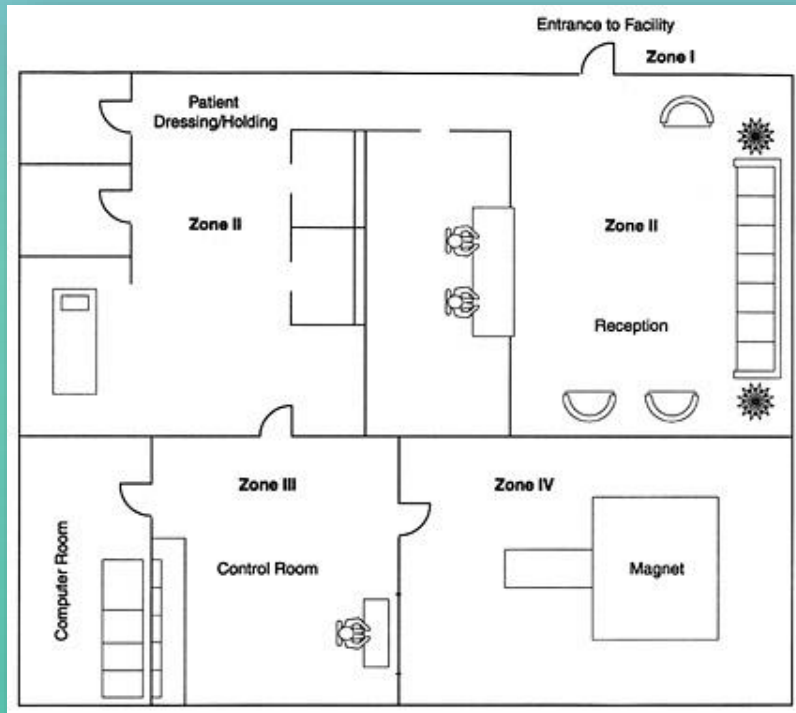 Entrance to Facility
Zone I
Patient
Dressing/Holding
Zone II
Zone II
Reception
Zone III
Zone IV
Computer Room
Control Room
Magnet